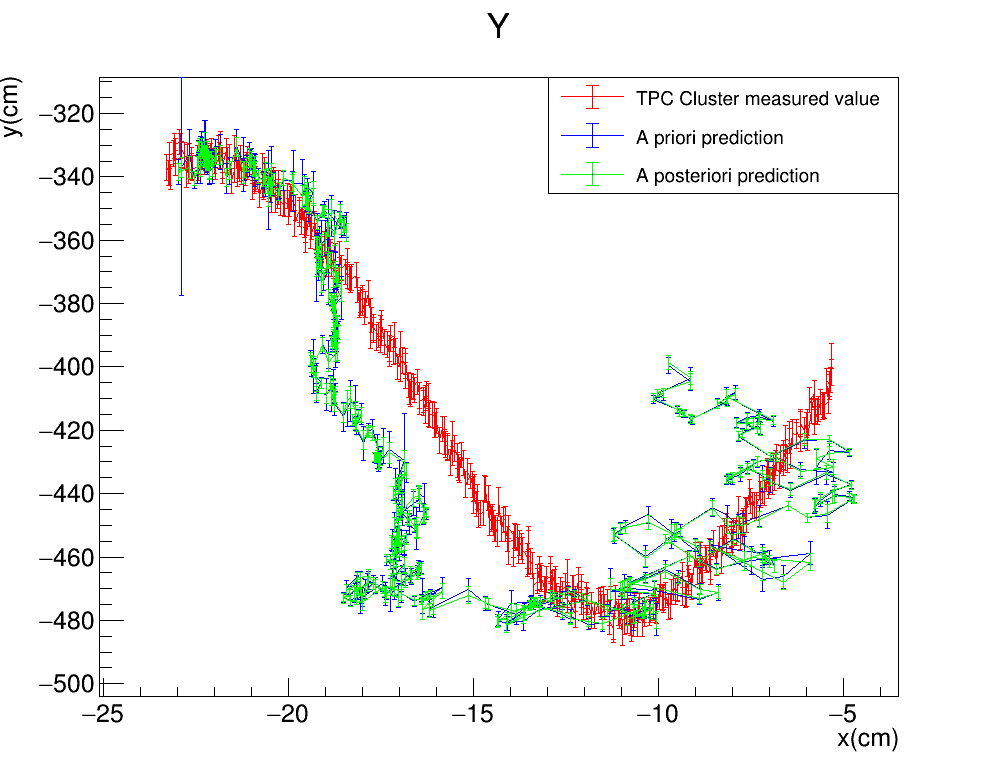 Y
y(cm)
TPC Cluster measured value
A priori prediction
A posteriori prediction
−320
−340
−360
−380
−400
−420
−440
−460
−480
−500
−25
−20
−15
−10
−5
x(cm)